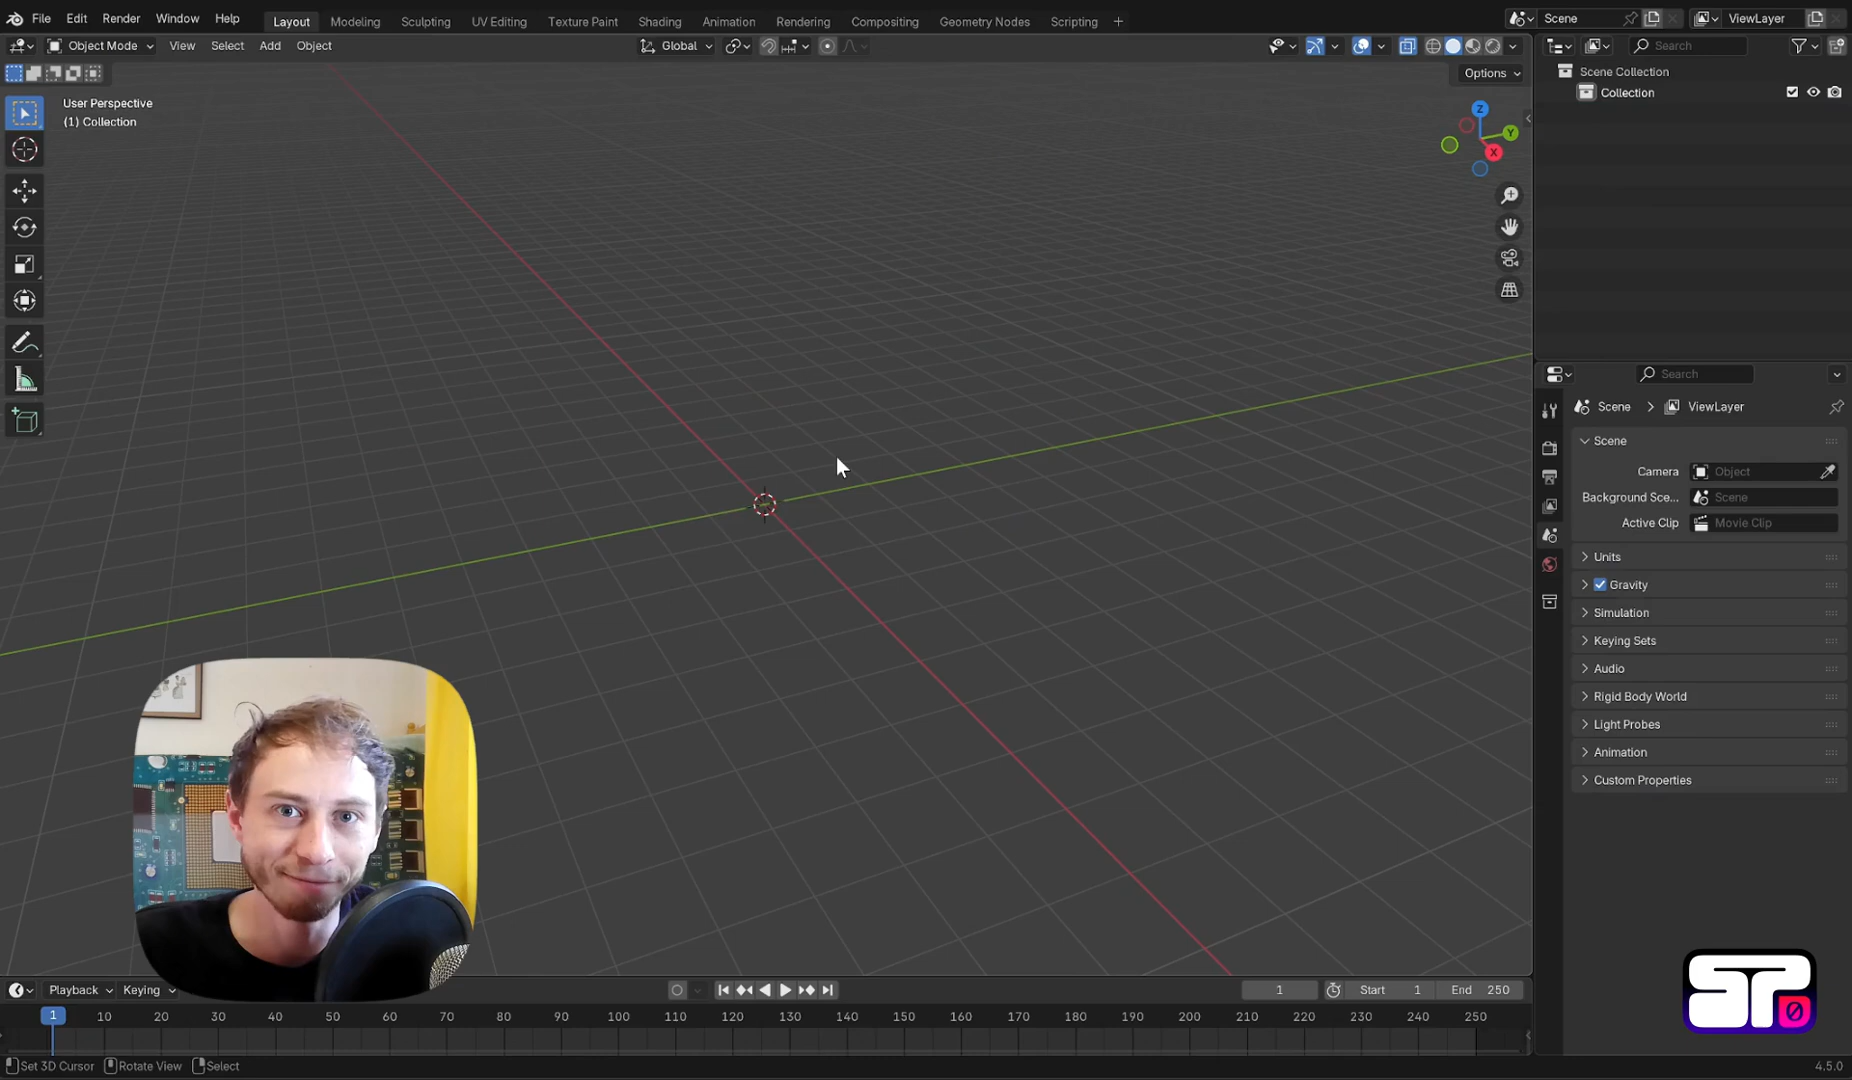 File Edit Render Window Help Layout Modeling Sculpting UV Editing Texture Paint Shading Animation Rendering Compositing Geometry Nodes Scripting + Scene ViewLayer
Object Mode View Select Add Object Global Search
Options
User Perspective
(1) Collection
Z
Y
X
Scene Collection
Collection
Search
Scene ViewLayer
Scene
Camera Object
Background Sce... Scene
Active Clip Movie Clip
Units
Gravity
Simulation
Keying Sets
Audio
Rigid Body World
Light Probes
Animation
Custom Properties
SP0
Playback Keying 1 Start 1 End 250
1 10 20 30 40 50 60 70 80 90 100 110 120 130 140 150 160 170 180 190 200 210 220 230 240 250
Set 3D Cursor Rotate View Select 4.5.0